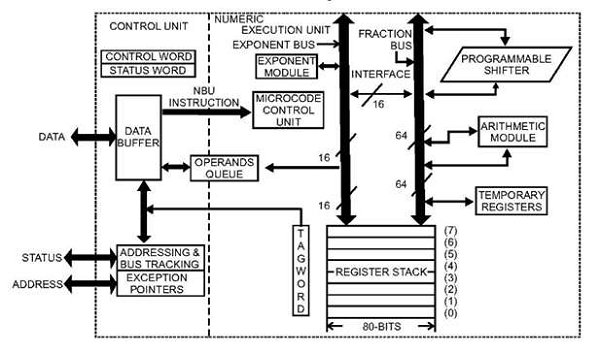 CONTROL UNIT
NUMERIC
EXECUTION UNIT
EXPONENT BUS
FRACTION
BUS
CONTROL WORD
STATUS WORD
EXPONENT
MODULE
INTERFACE
16
PROGRAMMABLE
SHIFTER
NBU
INSTRUCTION
MICROCODE
CONTROL
UNIT
DATA
DATA
BUFFER
OPERANDS
QUEUE
16
64
ARITHMETIC
MODULE
64
16
TEMPORARY
REGISTERS
TAGWORD
STATUS
ADDRESSING &
BUS TRACKING
ADDRESS
EXCEPTION
POINTERS
(7)
(6)
(5)
REGISTER STACK
(4)
(3)
(2)
(1)
(0)
80-BITS